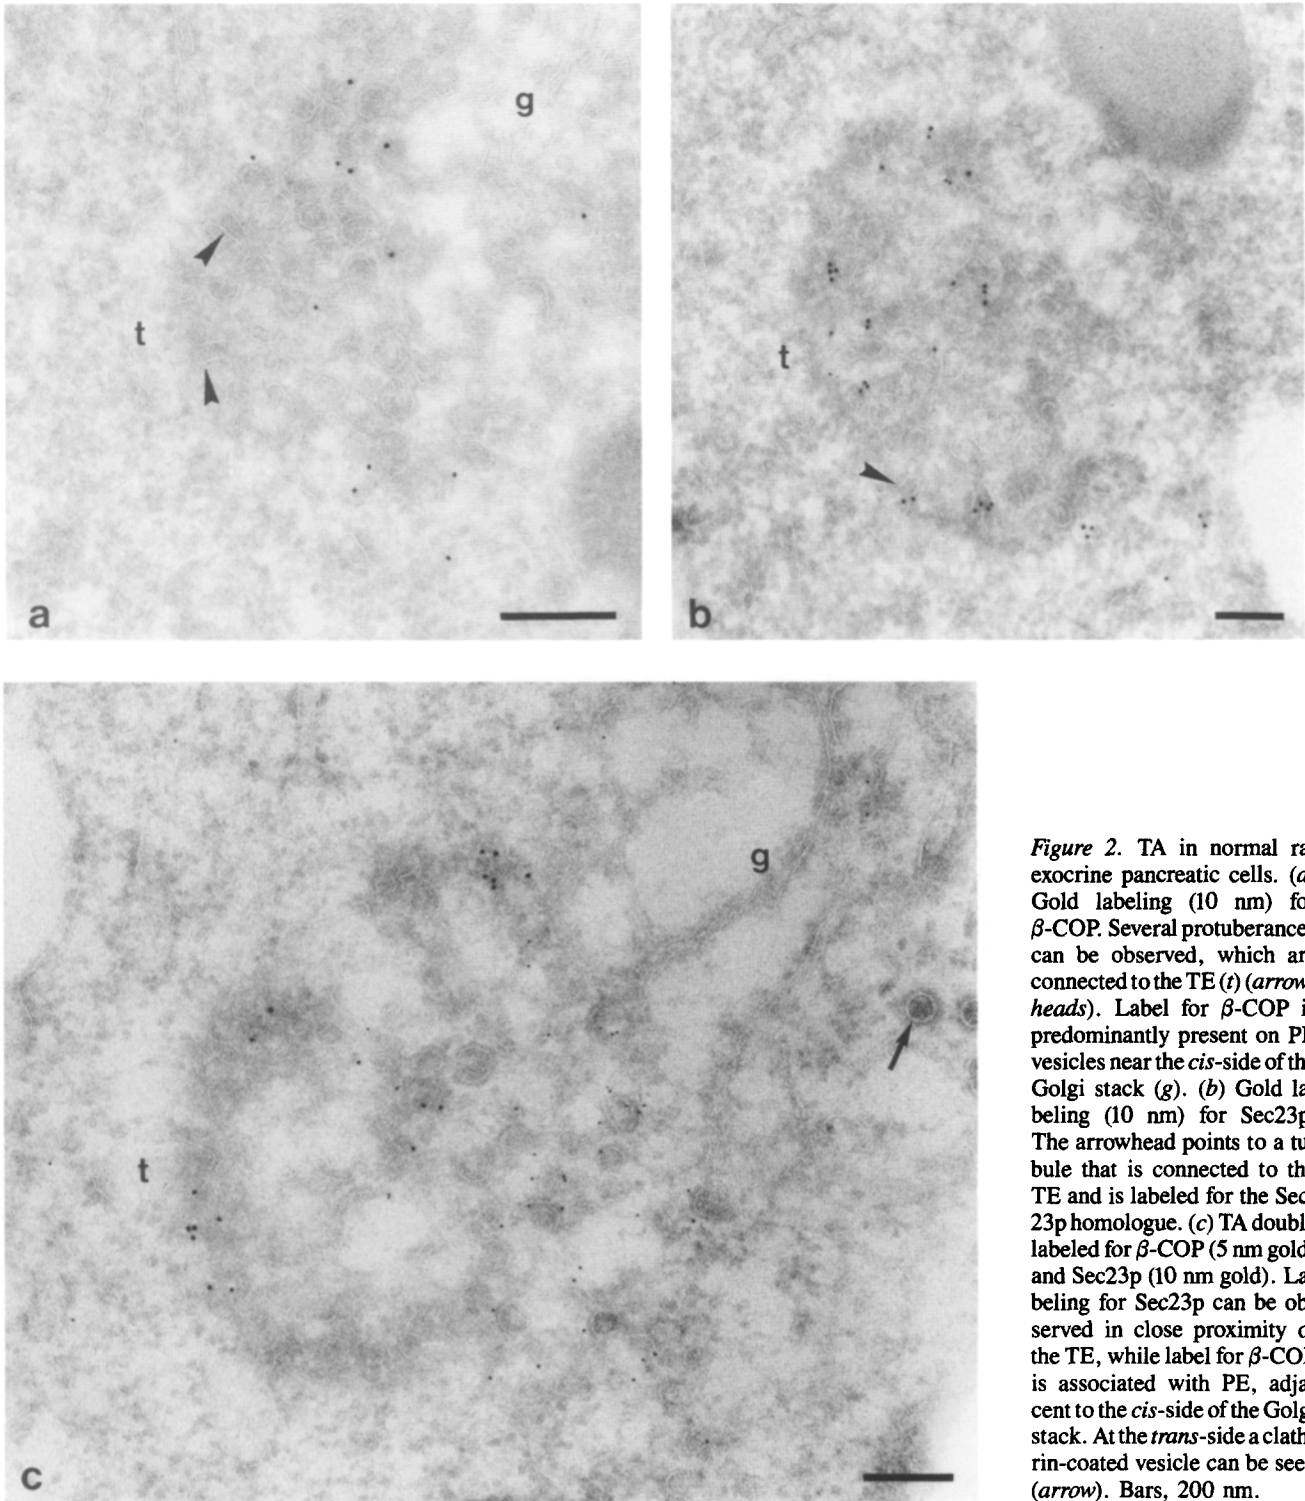 g
t
a
t
b
g
t
c
Figure 2. TA in normal ra
exocrine pancreatic cells. (a
Gold labeling (10 nm) fo
β-COP. Several protuberance
can be observed, which ar
connected to the TE (t) (arrow
heads). Label for β-COP i
predominantly present on PE
vesicles near the cis-side of th
Golgi stack (g). (b) Gold la
beling (10 nm) for Sec23p
The arrowhead points to a tu
bule that is connected to th
TE and is labeled for the Sec
23p homologue. (c) TA doubl
labeled for β-COP (5 nm gold
and Sec23p (10 nm gold). La
beling for Sec23p can be ob
served in close proximity o
the TE, while label for β-CO
is associated with PE, adja
cent to the cis-side of the Golg
stack. At the trans-side a clath
rin-coated vesicle can be see
(arrow). Bars, 200 nm.